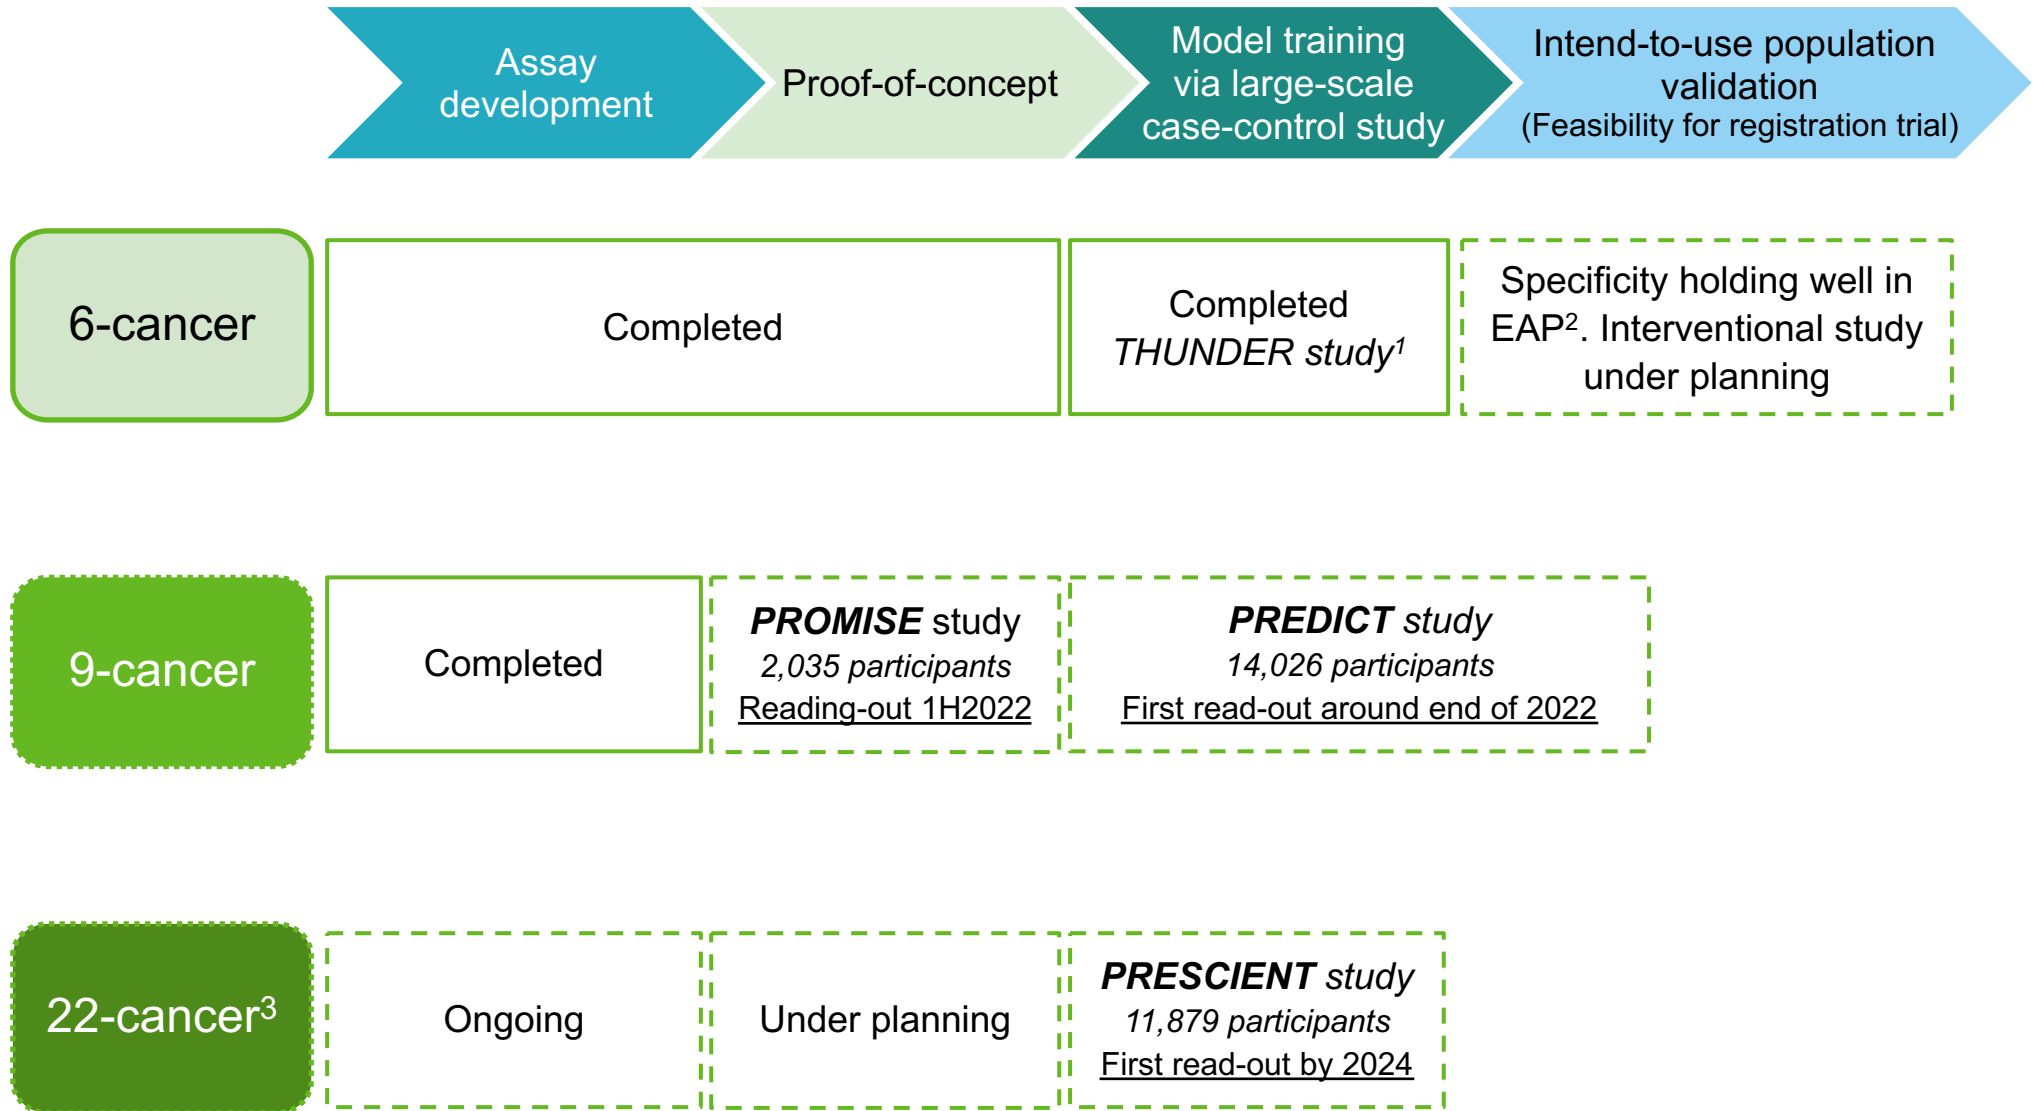 Assay
development
Proof-of-concept
Model training
via large-scale
case-control study
Intend-to-use population
validation
(Feasibility for registration trial)
6-cancer
Completed
Completed
THUNDER study¹
Specificity holding well in
EAP². Interventional study
under planning
9-cancer
Completed
PROMISE study
2,035 participants
Reading-out 1H2022
PREDICT study
14,026 participants
First read-out around end of 2022
22-cancer³
Ongoing
Under planning
PRESCIENT study
11,879 participants
First read-out by 2024